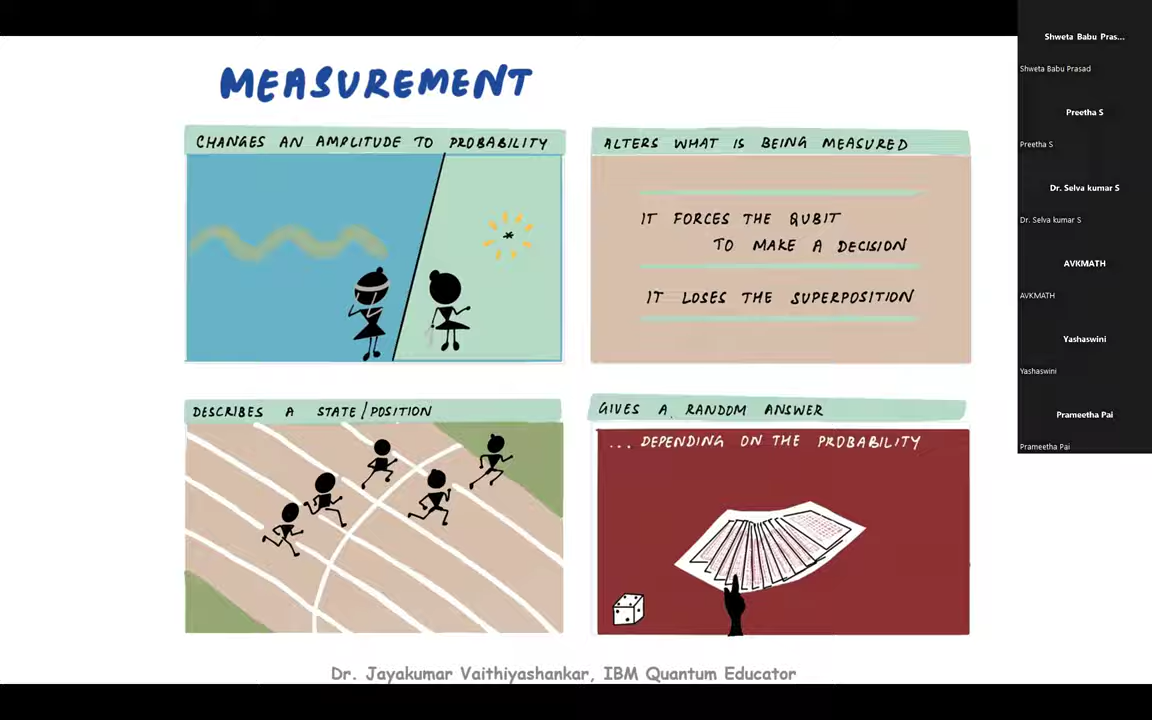 MEASUREMENT
CHANGES AN AMPLITUDE TO PROBABILITY
ALTERS WHAT IS BEING MEASURED
IT FORCES THE QUBIT
TO MAKE A DECISION
IT LOSES THE SUPERPOSITION
DESCRIBES A STATE/POSITION
GIVES A RANDOM ANSWER
... DEPENDING ON THE PROBABILITY
Dr. Jayakumar Vaithiyashankar, IBM Quantum Educator
Shweta Babu Pras...
Shweta Babu Prasad
Preetha S
Preetha S
Dr. Selva kumar S
Dr. Selva kumar S
AVKMATH
AVKMATH
Yashaswini
Yashaswini
Prameetha Pai
Prameetha Pai